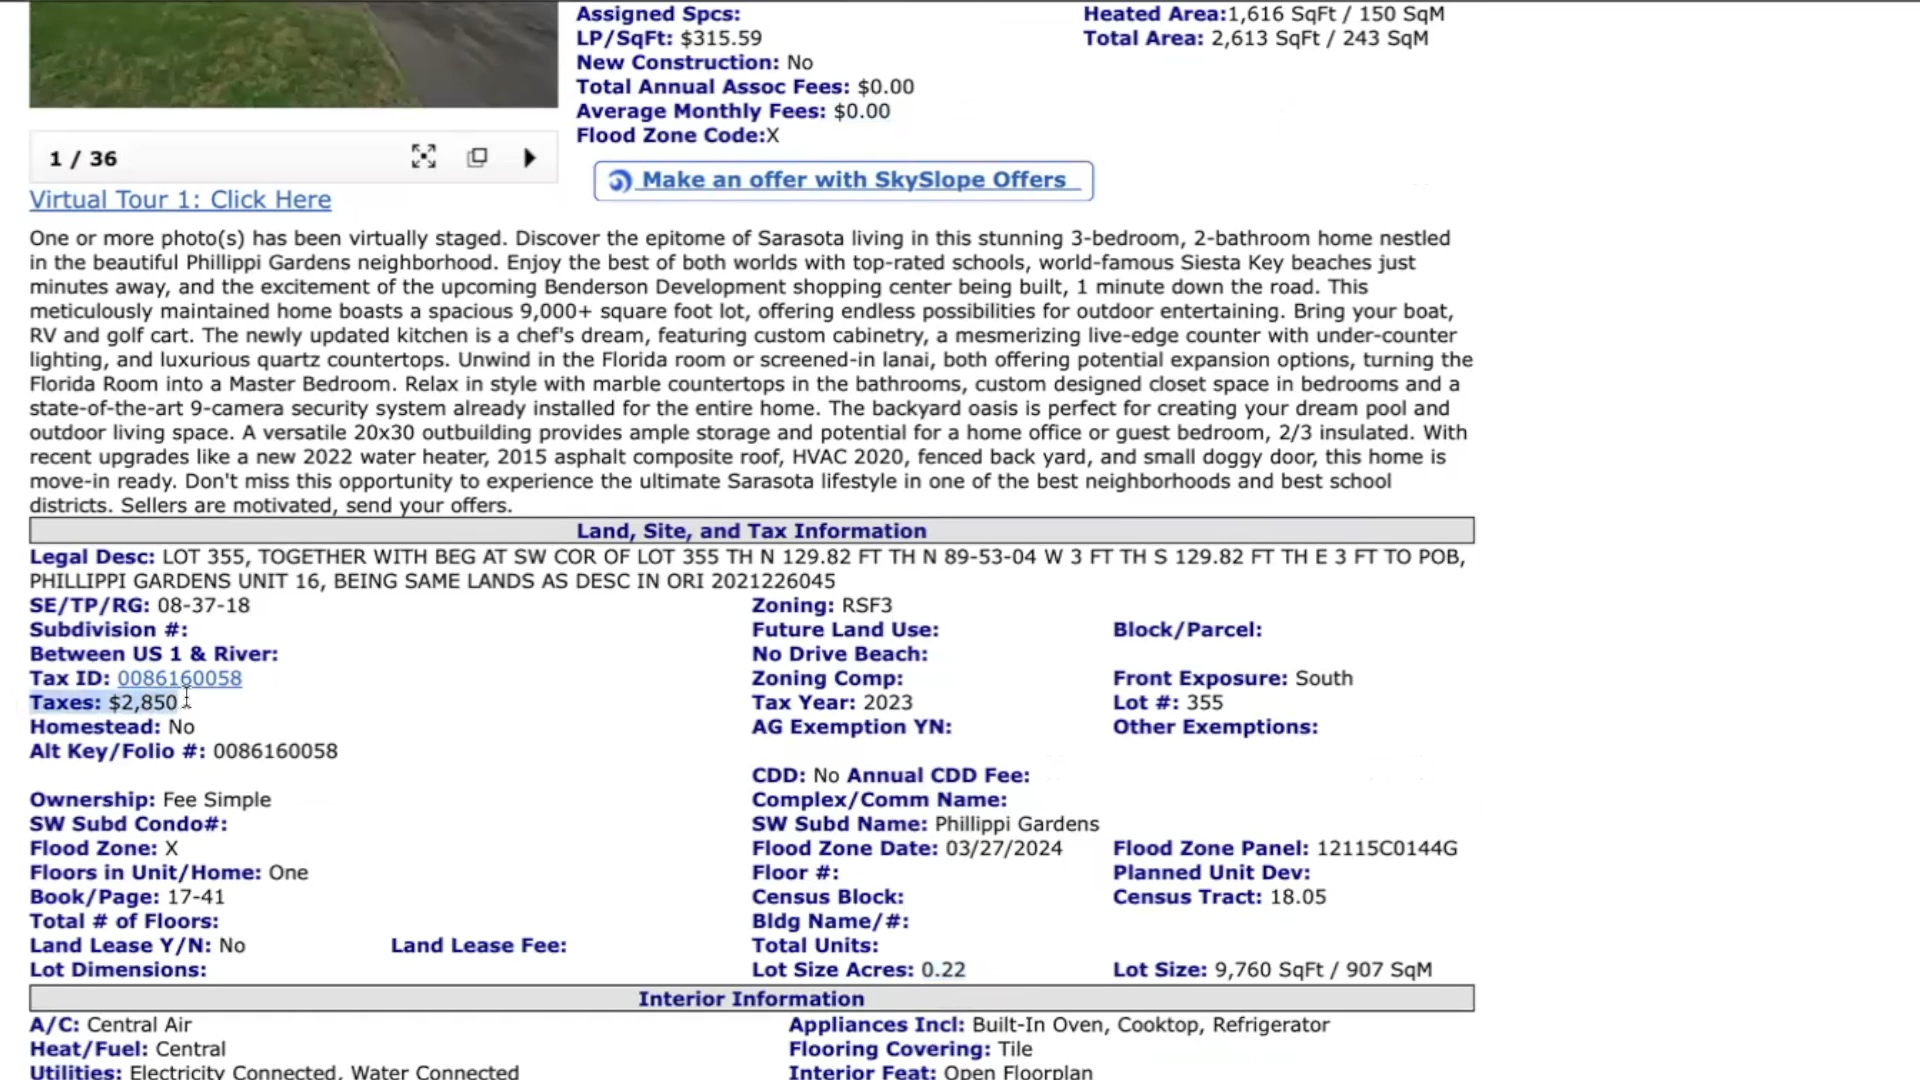 Assigned Spcs:
Heated Area:1,616 SqFt / 150 SqM
LP/SqFt: $315.59
Total Area: 2,613 SqFt / 243 SqM
New Construction: No
Total Annual Assoc Fees: $0.00
Average Monthly Fees: $0.00
Flood Zone Code:X
1 / 36
Make an offer with SkySlope Offers
Virtual Tour 1: Click Here
One or more photo(s) has been virtually staged. Discover the epitome of Sarasota living in this stunning 3-bedroom, 2-bathroom home nestled
in the beautiful Phillippi Gardens neighborhood. Enjoy the best of both worlds with top-rated schools, world-famous Siesta Key beaches just
minutes away, and the excitement of the upcoming Benderson Development shopping center being built, 1 minute down the road. This
meticulously maintained home boasts a spacious 9,000+ square foot lot, offering endless possibilities for outdoor entertaining. Bring your boat,
RV and golf cart. The newly updated kitchen is a chef's dream, featuring custom cabinetry, a mesmerizing live-edge counter with under-counter
lighting, and luxurious quartz countertops. Unwind in the Florida room or screened-in lanai, both offering potential expansion options, turning the
Florida Room into a Master Bedroom. Relax in style with marble countertops in the bathrooms, custom designed closet space in bedrooms and a
state-of-the-art 9-camera security system already installed for the entire home. The backyard oasis is perfect for creating your dream pool and
outdoor living space. A versatile 20x30 outbuilding provides ample storage and potential for a home office or guest bedroom, 2/3 insulated. With
recent upgrades like a new 2022 water heater, 2015 asphalt composite roof, HVAC 2020, fenced back yard, and small doggy door, this home is
move-in ready. Don't miss this opportunity to experience the ultimate Sarasota lifestyle in one of the best neighborhoods and best school
districts. Sellers are motivated, send your offers.
Land, Site, and Tax Information
Legal Desc: LOT 355, TOGETHER WITH BEG AT SW COR OF LOT 355 TH N 129.82 FT TH N 89-53-04 W 3 FT TH S 129.82 FT TH E 3 FT TO POB,
PHILLIPPI GARDENS UNIT 16, BEING SAME LANDS AS DESC IN ORI 2021226045
SE/TP/RG: 08-37-18
Zoning: RSF3
Subdivision #:
Future Land Use:
Block/Parcel:
Between US 1 & River:
No Drive Beach:
Tax ID: 0086160058
Zoning Comp:
Front Exposure: South
Taxes: $2,850
Tax Year: 2023
Lot #: 355
Homestead: No
AG Exemption YN:
Other Exemptions:
Alt Key/Folio #: 0086160058
CDD: No Annual CDD Fee:
Ownership: Fee Simple
Complex/Comm Name:
SW Subd Condo#:
SW Subd Name: Phillippi Gardens
Flood Zone: X
Flood Zone Date: 03/27/2024
Flood Zone Panel: 12115C0144G
Floors in Unit/Home: One
Floor #:
Planned Unit Dev:
Book/Page: 17-41
Census Block:
Census Tract: 18.05
Total # of Floors:
Bldg Name/#:
Land Lease Y/N: No
Land Lease Fee:
Total Units:
Lot Dimensions:
Lot Size Acres: 0.22
Lot Size: 9,760 SqFt / 907 SqM
Interior Information
A/C: Central Air
Appliances Incl: Built-In Oven, Cooktop, Refrigerator
Heat/Fuel: Central
Flooring Covering: Tile
Utilities: Electricity Connected, Water Connected
Interior Feat: Open Floorplan